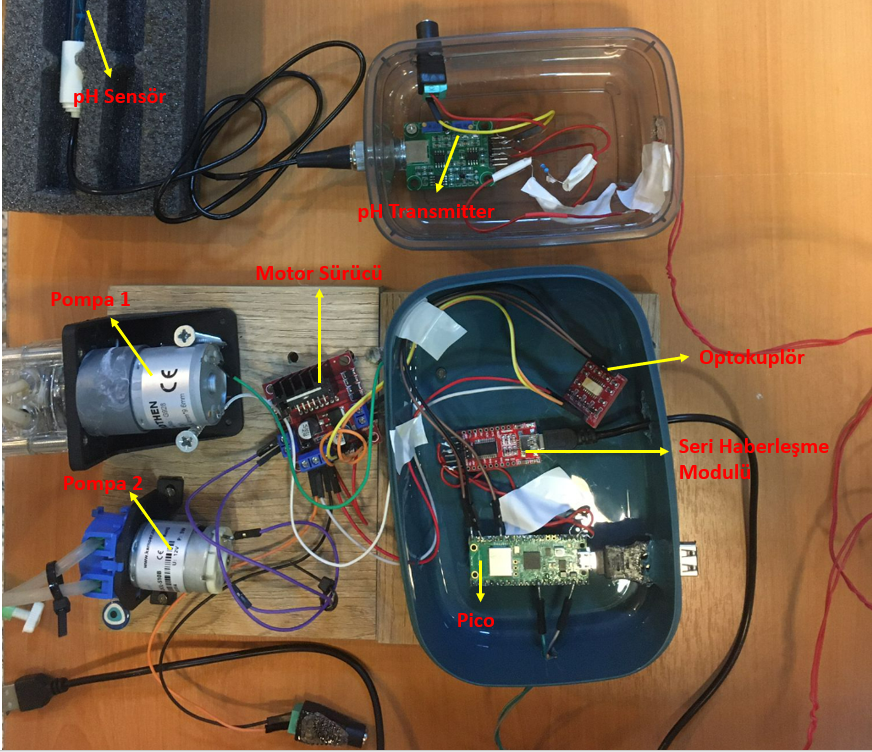 pH Sensör
pH Transmitter
Motor Sürücü
Pompa 1
Optokuplör
Seri Haberleşme
Modulü
Pompa 2
Pico
CE